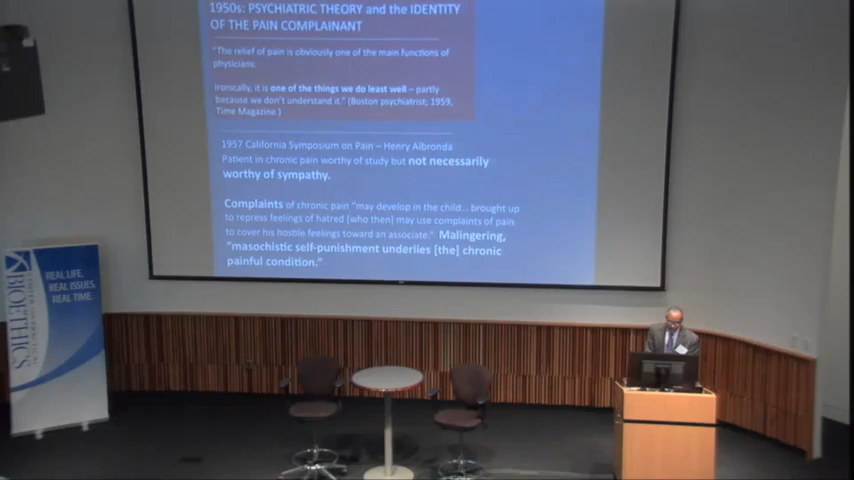 1950s: PSYCHIATRIC THEORY and the IDENTITY
OF THE PAIN COMPLAINANT
"The relief of pain is obviously one of the main functions of
physicians.
Ironically, it is one of the things we do least well – partly
because we don't understand it." (Boston psychiatrist; 1959,
Time Magazine.)
1957 California Symposium on Pain – Henry Albronda
Patient in chronic pain worthy of study but not necessarily
worthy of sympathy.
Complaints of chronic pain "may develop in the child... brought up
to repress feelings of hatred [who then] may use complaints of pain
to cover his hostile feelings toward an associate." Malingering,
"masochistic self-punishment underlies [the] chronic
painful condition."
REAL LIFE.
REAL ISSUES.
REAL TIME.
BIOETHICS
CENTER FOR PRACTICAL